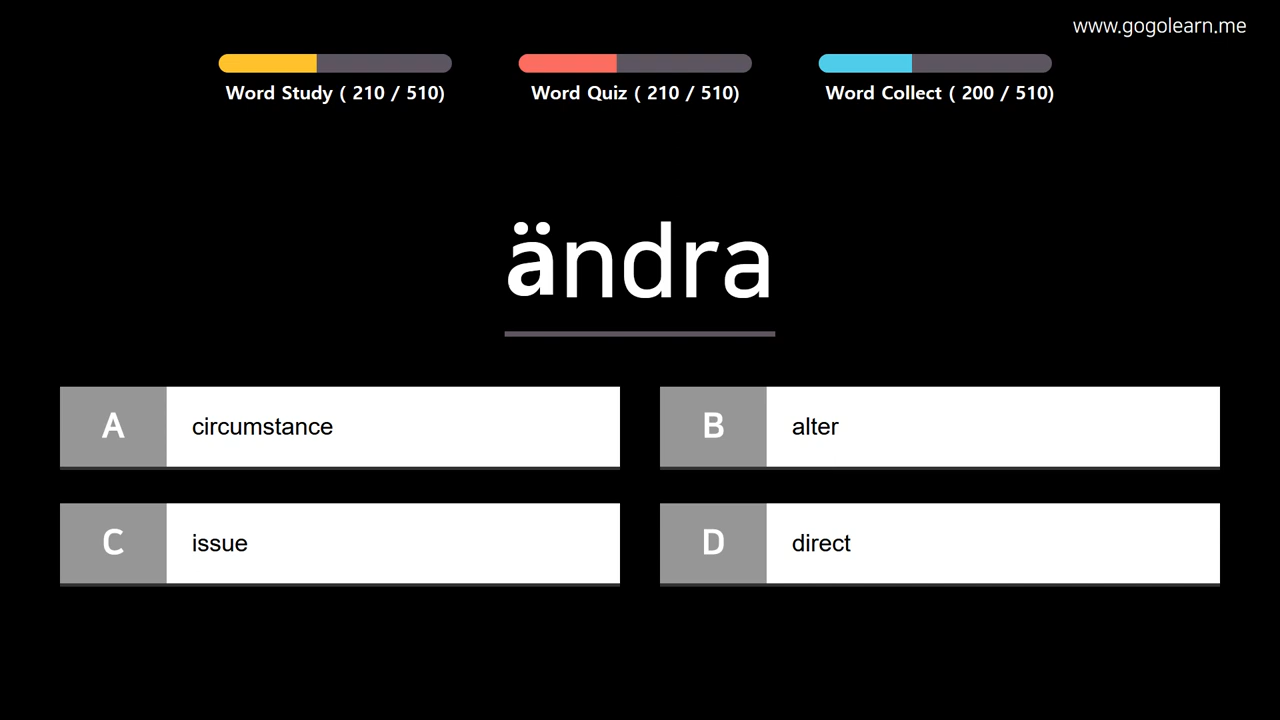 www.gogolearn.me
Word Study ( 210 / 510)
Word Quiz ( 210 / 510)
Word Collect ( 200 / 510)
ändra
A circumstance
B alter
C issue
D direct